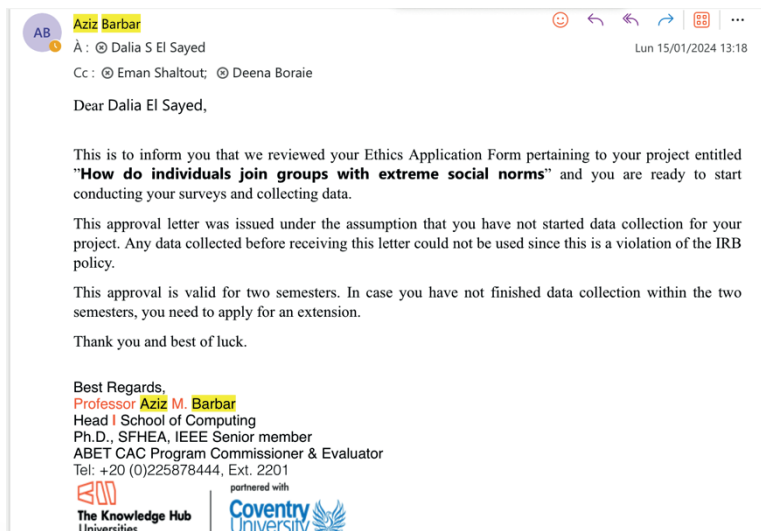 AB
Aziz Barbar
À : Dalia S El Sayed
Lun 15/01/2024 13:18
Cc : Eman Shaltout; Deena Boraie
Dear Dalia El Sayed,
This is to inform you that we reviewed your Ethics Application Form pertaining to your project entitled
”How do individuals join groups with extreme social norms” and you are ready to start
conducting your surveys and collecting data.
This approval letter was issued under the assumption that you have not started data collection for your
project. Any data collected before receiving this letter could not be used since this is a violation of the IRB
policy.
This approval is valid for two semesters. In case you have not finished data collection within the two
semesters, you need to apply for an extension.
Thank you and best of luck.
Best Regards,
Professor Aziz M. Barbar
Head I School of Computing
Ph.D., SFHEA, IEEE Senior member
ABET CAC Program Commissioner & Evaluator
Tel: +20 (0)225878444, Ext. 2201
The Knowledge Hub
Universities
partnered with
Coventry
University